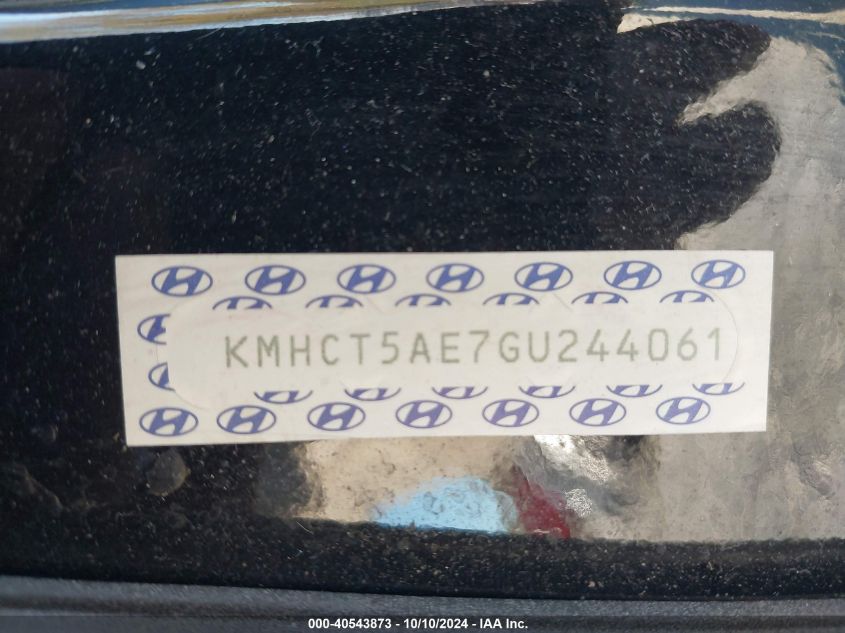 KMHCT5AE7GU244061
000-40543873 - 10/10/2024 - IAA Inc.